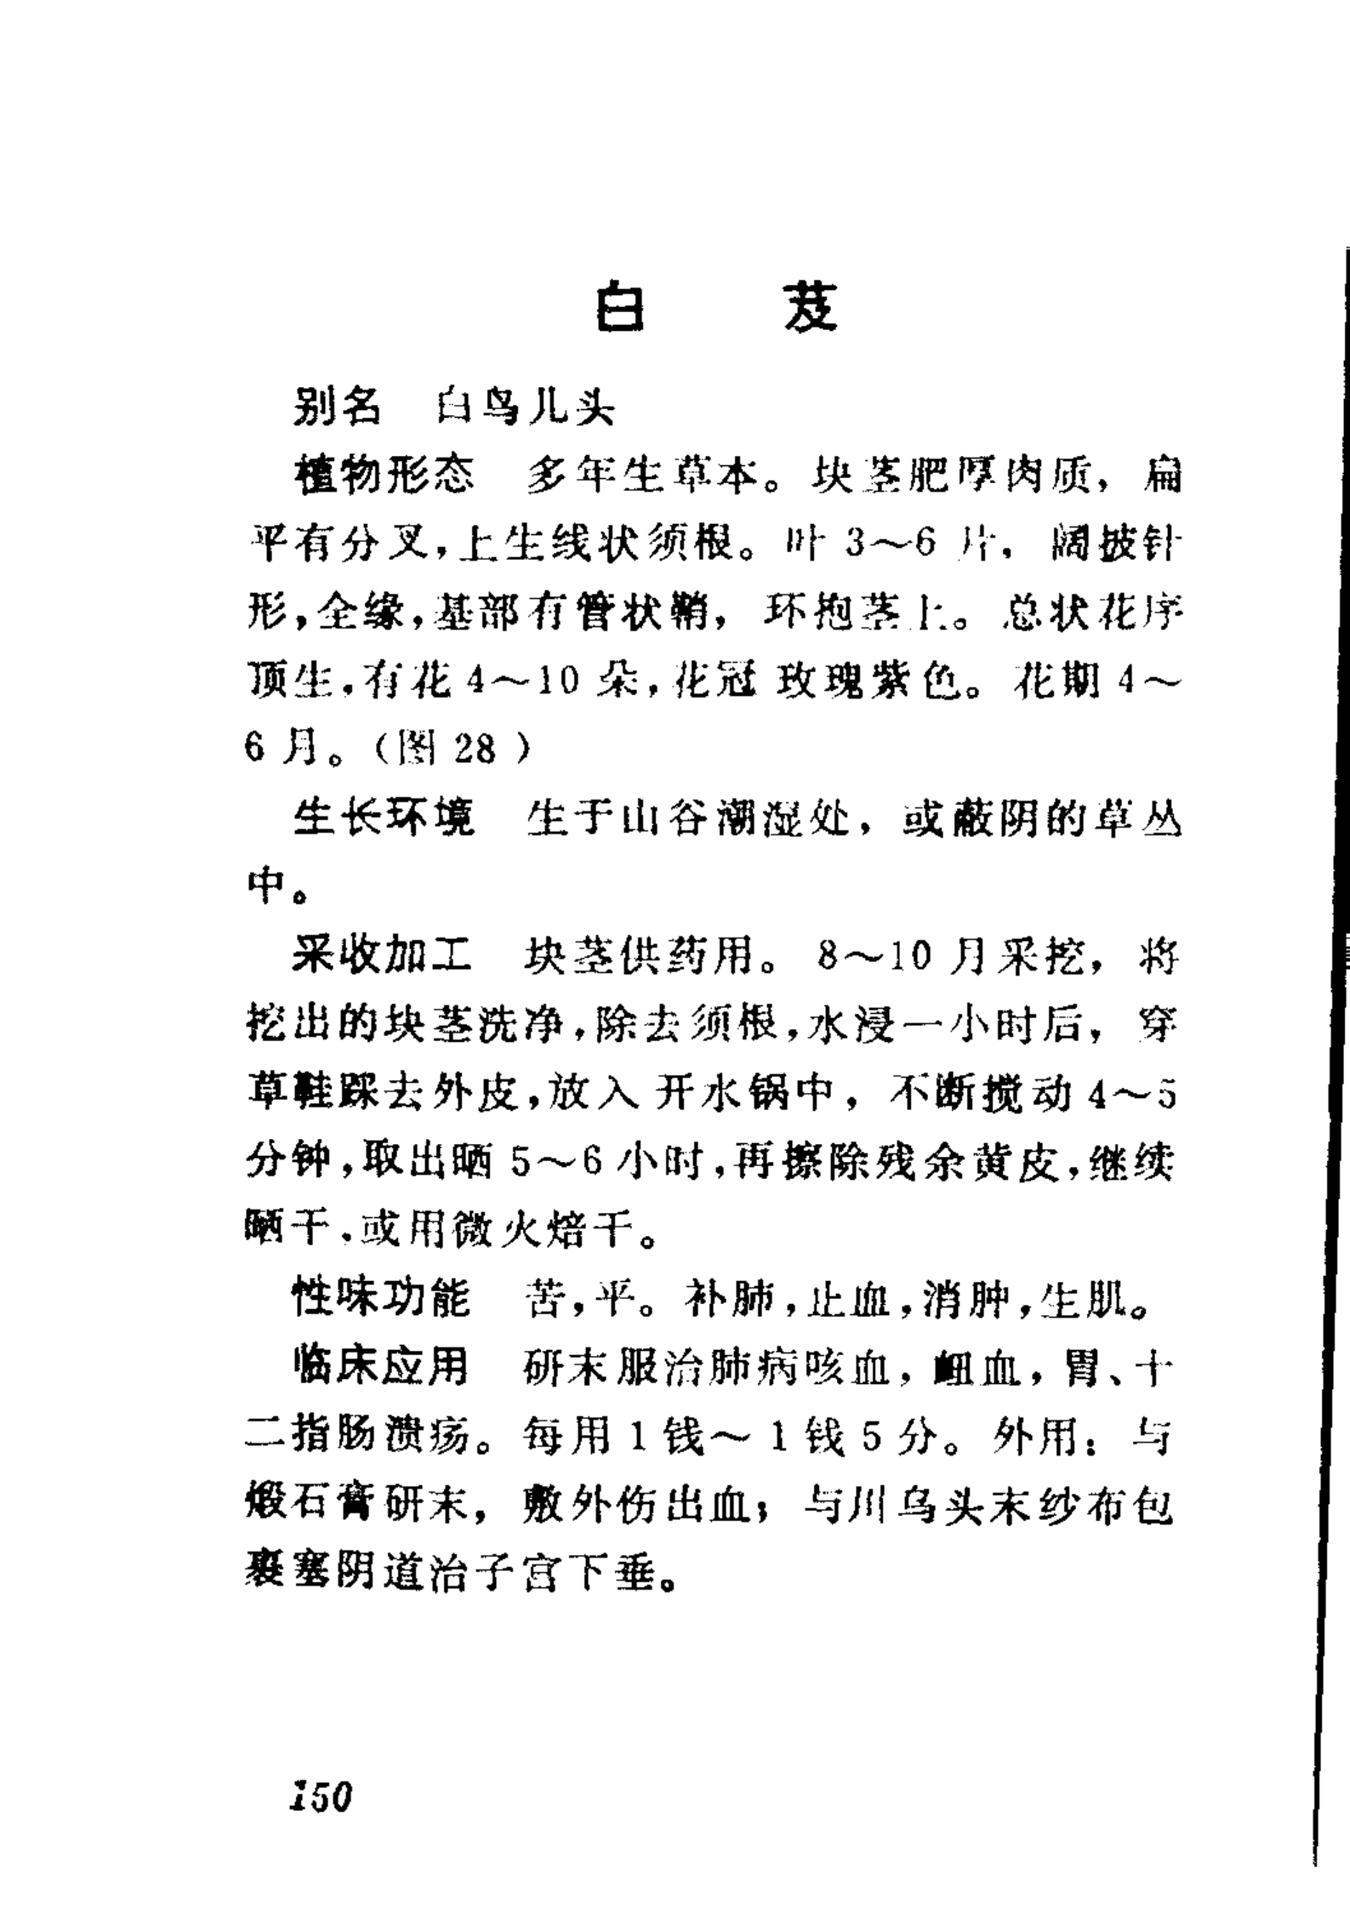 白芨
别名　白鸟儿头
植物形态　多年生草本。块茎肥厚肉质，扁
平有分叉，上生线状须根。叶 3～6 片，阔披针
形，全缘，基部有管状鞘，环抱茎上。总状花序
顶生，有花 4～10 朵，花冠玫瑰紫色。花期 4～
6 月。（图 28 ）
生长环境　生于山谷潮湿处，或蔽阴的草丛
中。
采收加工　块茎供药用。8～10 月采挖，将
挖出的块茎洗净，除去须根，水浸一小时后，穿
草鞋踩去外皮，放入开水锅中，不断搅动 4～5
分钟，取出晒 5～6 小时，再擦除残余黄皮，继续
晒干，或用微火焙干。
性味功能　苦，平。补肺，止血，消肿，生肌。
临床应用　研末服治肺病咳血，衄血，胃、十
二指肠溃疡。每用 1 钱～ 1 钱 5 分。外用：与
煅石膏研末，敷外伤出血；与川乌头末纱布包
裹塞阴道治子宫下垂。
150